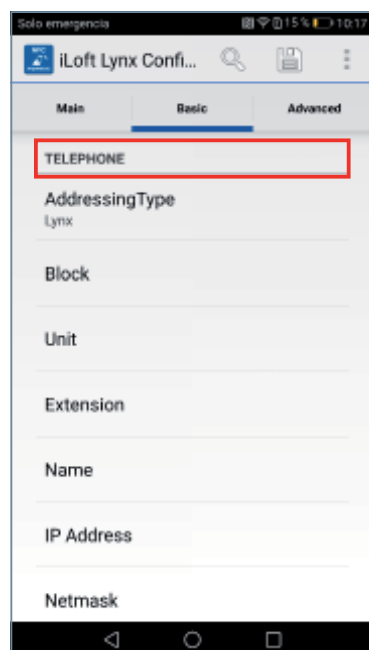 Solo emergencia 15 % 10:17
iLoft Lynx Confi...
Main Basic Advanced
TELEPHONE
AddressingType
Lynx
Block
Unit
Extension
Name
IP Address
Netmask